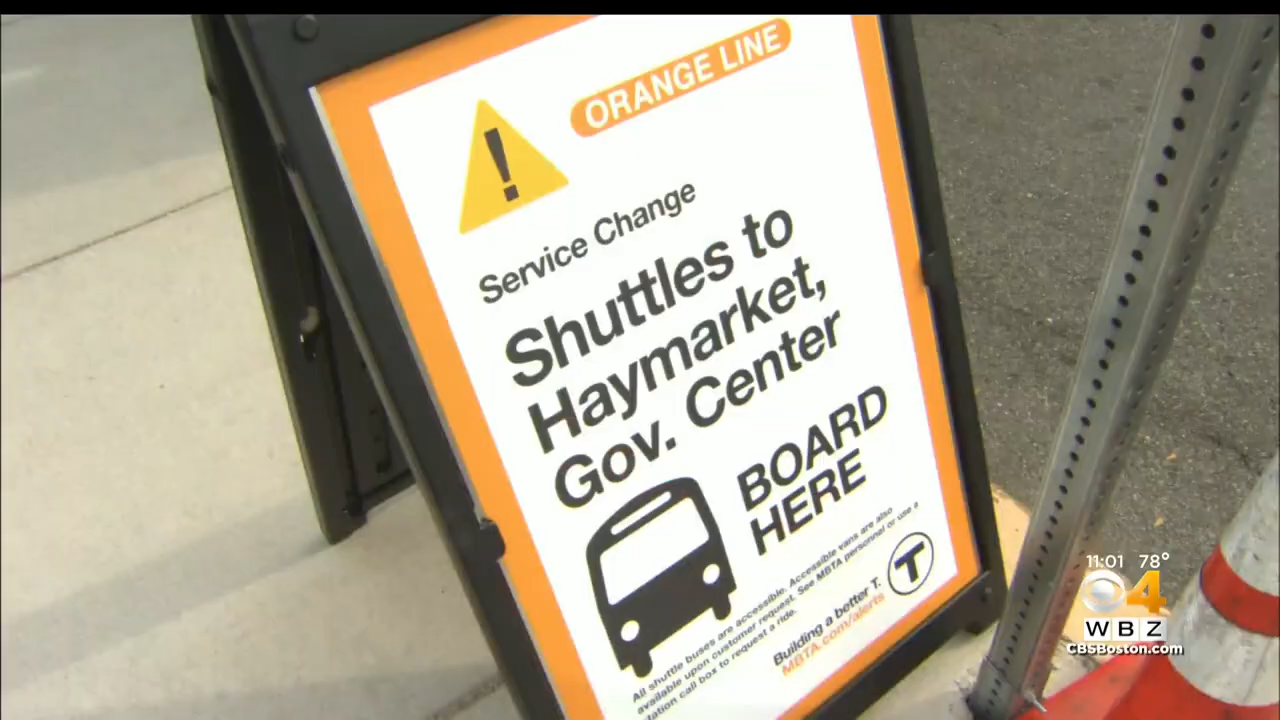 ORANGE LINE
!
Service Change
Shuttles to
Haymarket,
Gov. Center
BOARD
HERE
All shuttle buses are accessible. Accessible vans are also
available upon customer request. See MBTA personnel or use a
station call box to request a ride.
Building a better T.
MBTA.com/alerts
T
11:01 78°
4
WBZ
CBSBoston.com